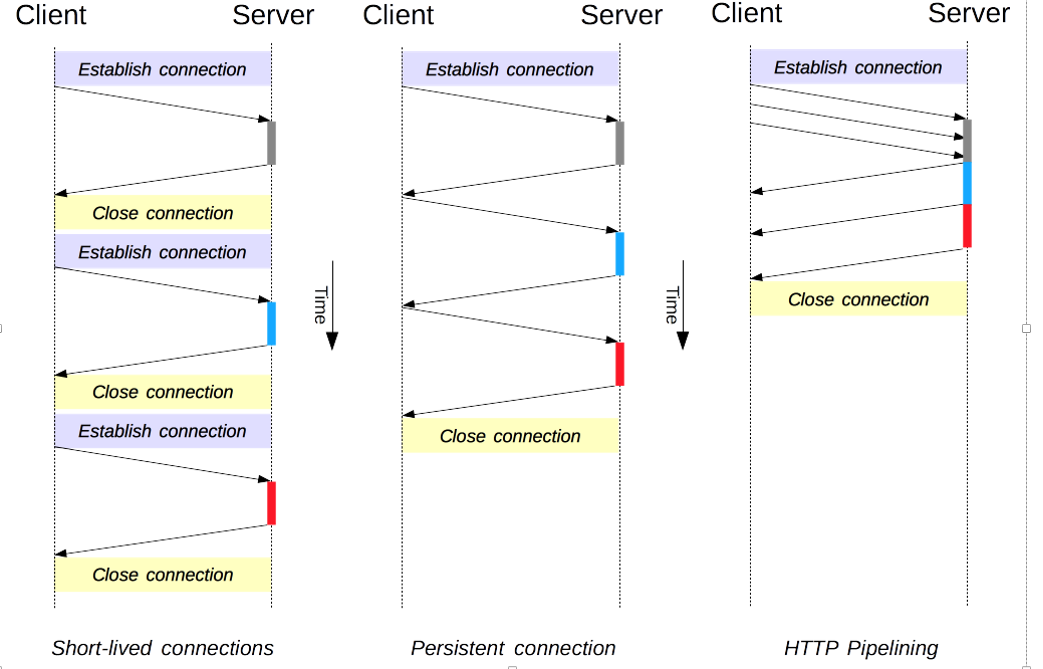 Client Server Client Server Client Server
Establish connection
Close connection
Establish connection
Close connection
Establish connection
Close connection
Short-lived connections
Time
Establish connection
Close connection
Persistent connection
Time
Establish connection
Close connection
HTTP Pipelining